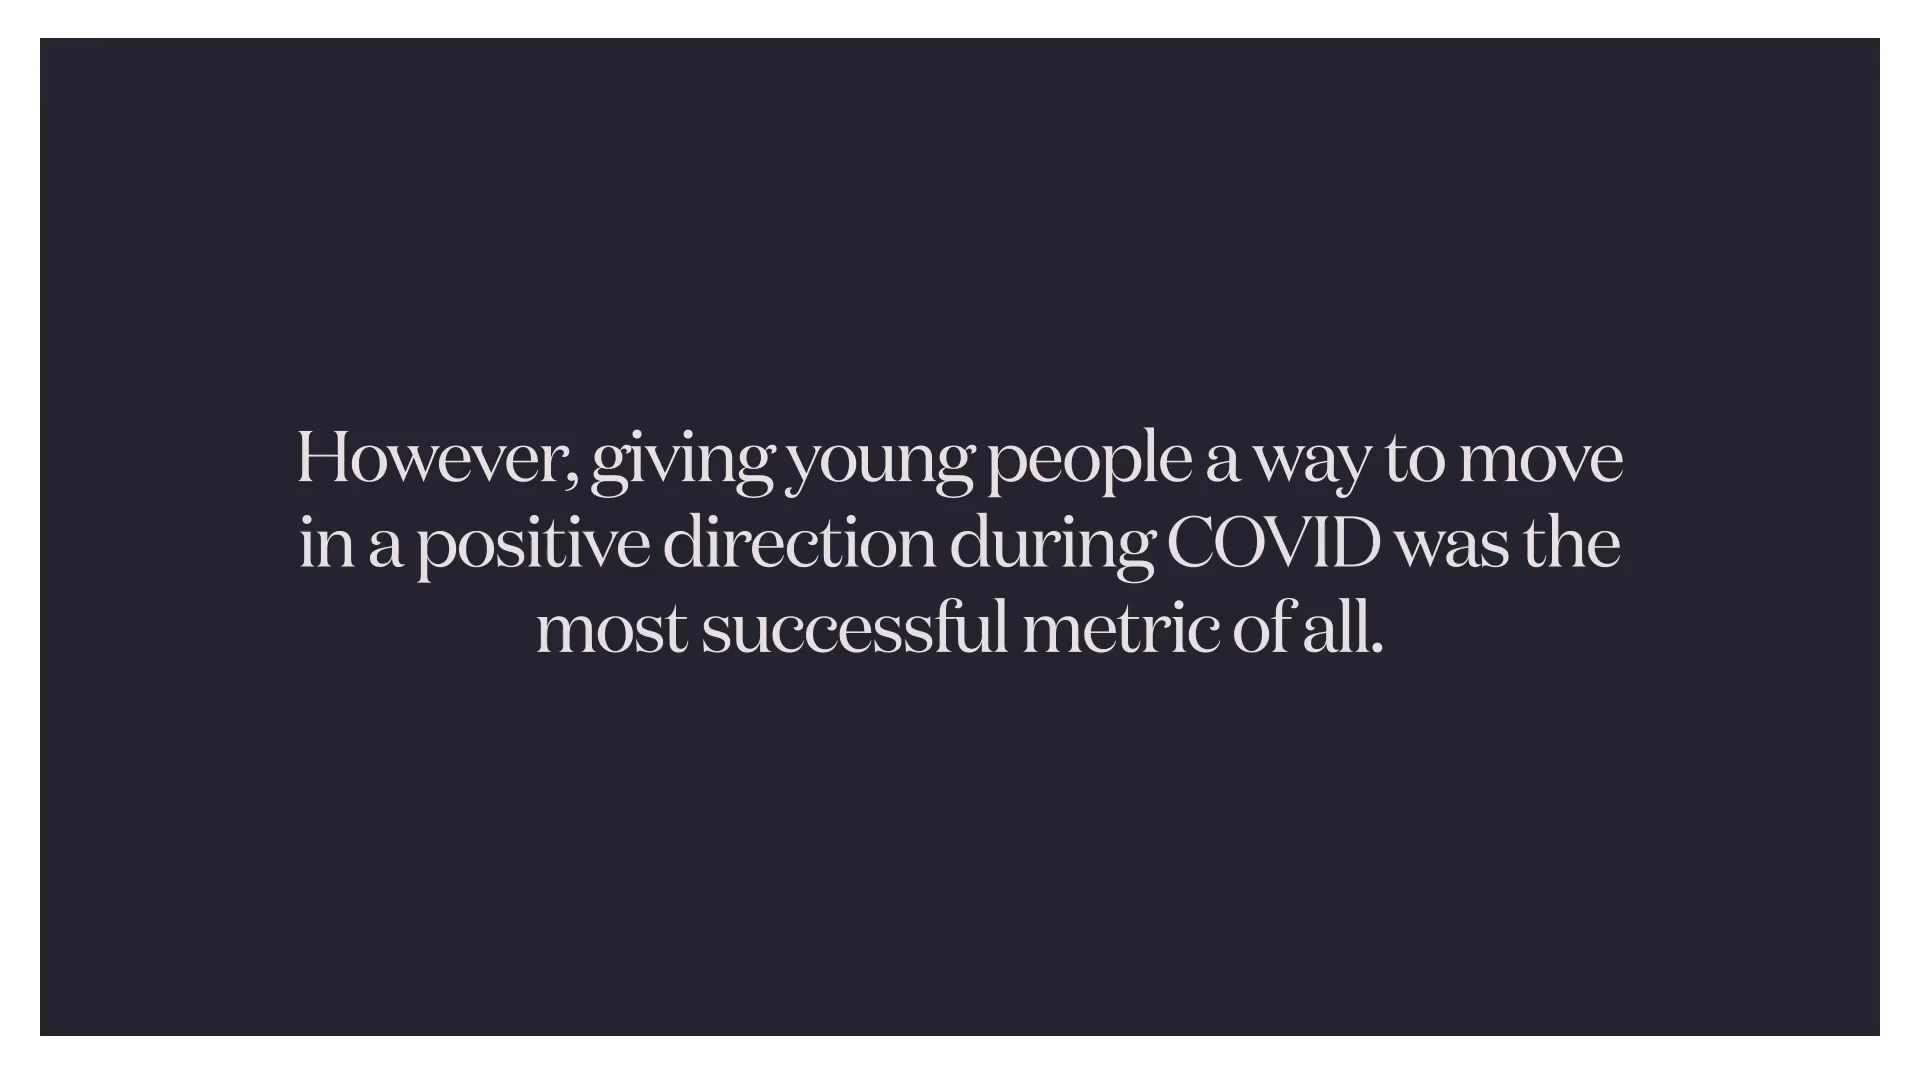 However, giving young people a way to move
in a positive direction during COVID was the
most successful metric of all.